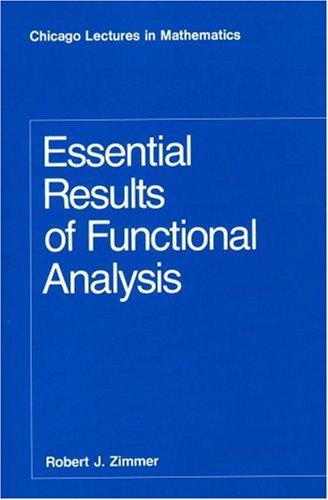 Chicago Lectures in Mathematics
Essential
Results
of Functional
Analysis
Robert J. Zimmer